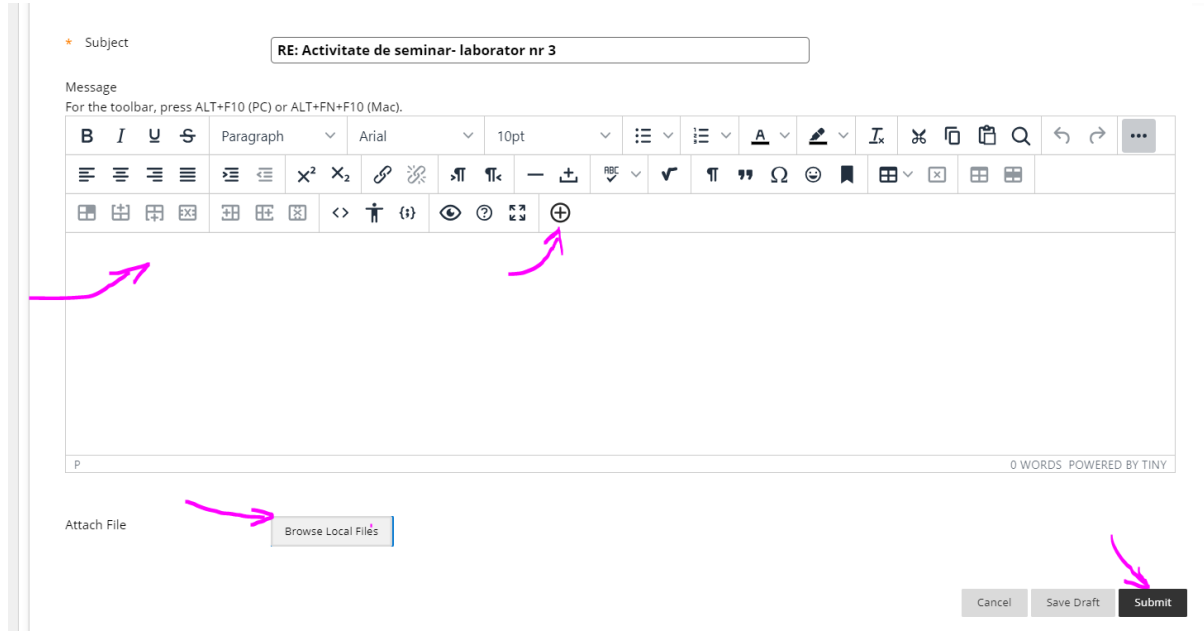 * Subject
RE: Activitate de seminar- laborator nr 3
Message
For the toolbar, press ALT+F10 (PC) or ALT+FN+F10 (Mac).
B I U S Paragraph Arial 10pt A
ABC
P 0 WORDS POWERED BY TINY
Attach File Browse Local Files
Cancel Save Draft Submit